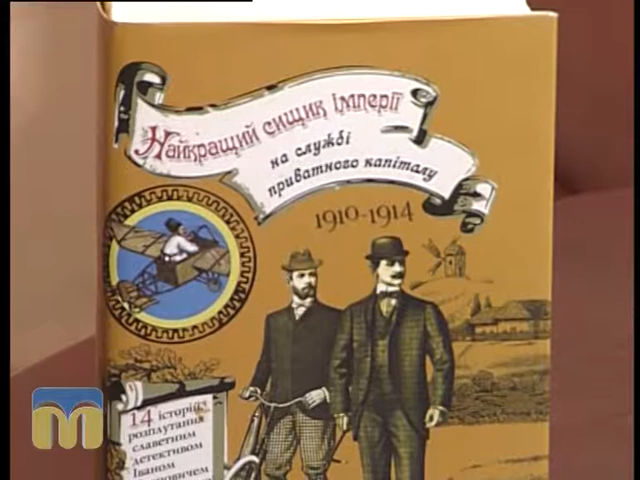 Найкращий сищик імперії
на службі
приватного капіталу
1910-1914
14 історій
розплутання
славетним
детективом
Іваном